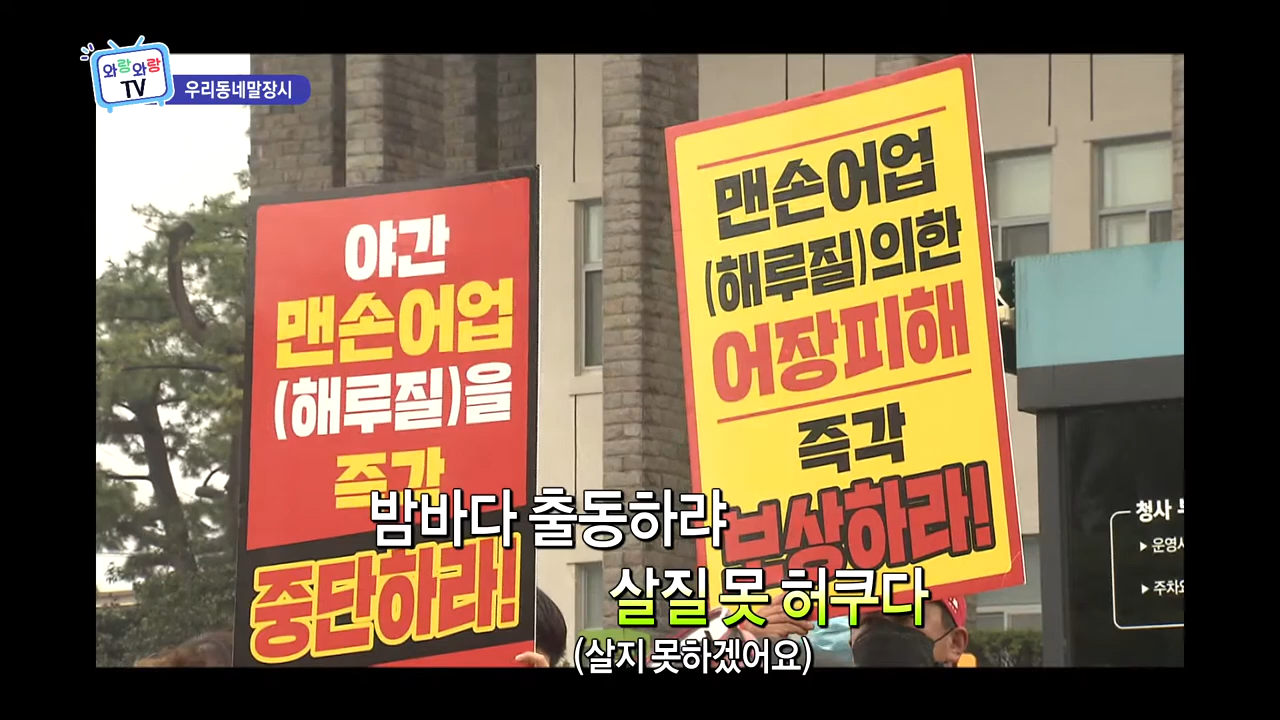 와랑와랑
TV
우리동네말장시
야간
맨손어업
(해루질)을
즉각
중단하라!
맨손어업
(해루질)의한
어장피해
즉각
보상하라!
청사
운영시
주차요
밤바다 출동하랴
살질 못 허쿠다
(살지 못하겠어요)